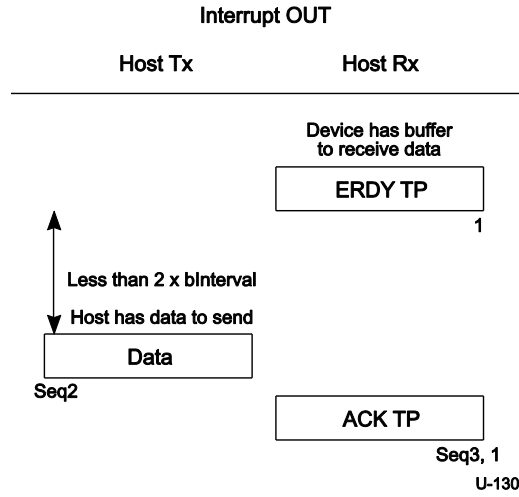 Interrupt OUT
Host Tx
Host Rx
Device has buffer
to receive data
ERDY TP
1
Less than 2 x bInterval
Host has data to send
Data
Seq2
ACK TP
Seq3, 1
U-130